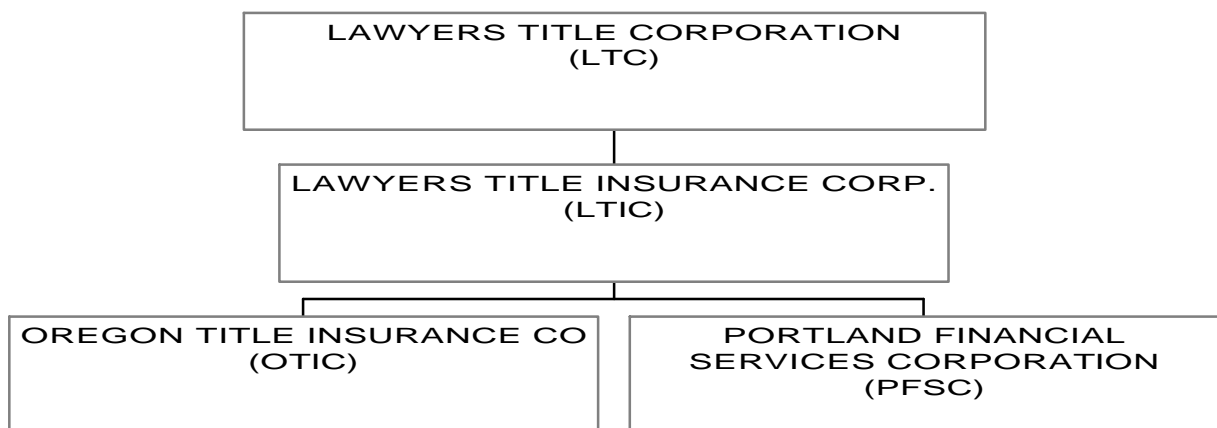 LAWYERS TITLE CORPORATION
(LTC)
LAWYERS TITLE INSURANCE CORP.
(LTIC)
OREGON TITLE INSURANCE CO
(OTIC)
PORTLAND FINANCIAL
SERVICES CORPORATION
(PFSC)